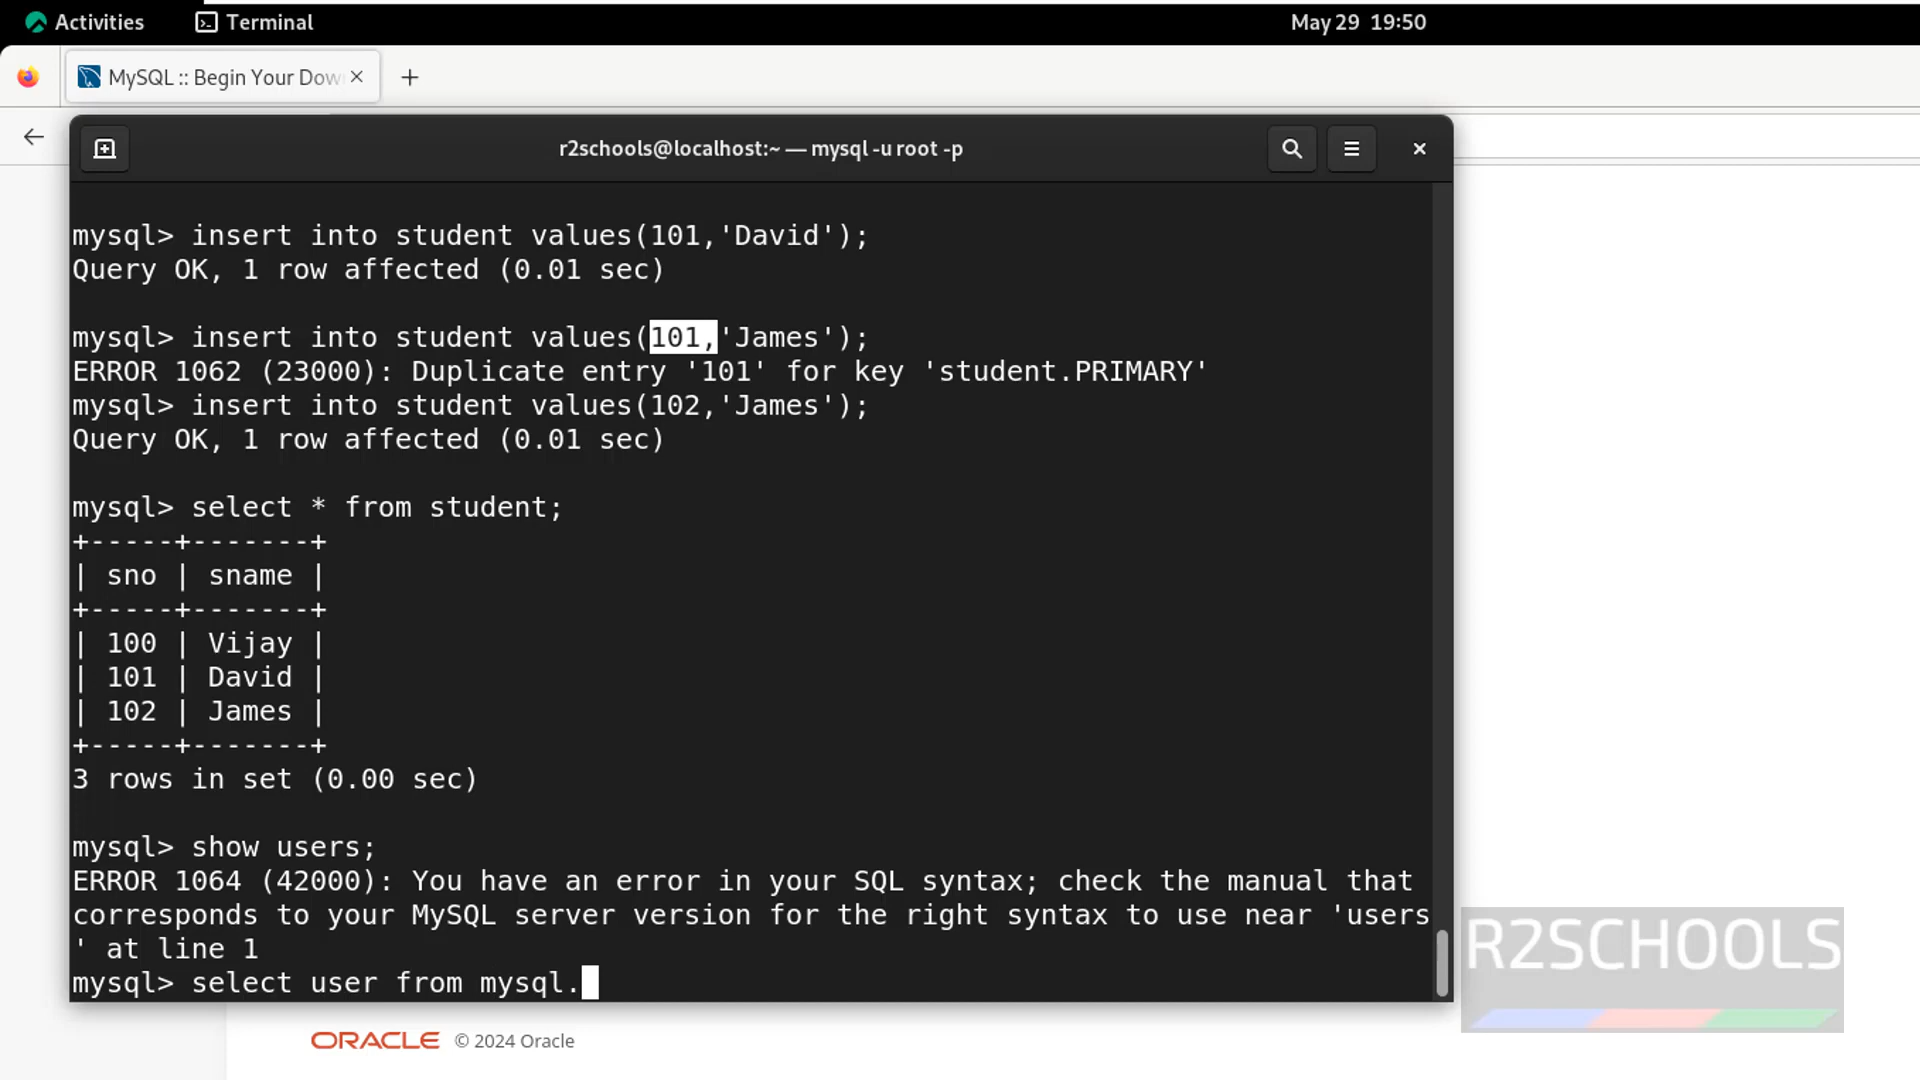 Activities Terminal May 29 19:50
MySQL :: Begin Your Dow
r2schools@localhost:~ — mysql -u root -p
mysql> insert into student values(101,'David');
Query OK, 1 row affected (0.01 sec)
mysql> insert into student values(101,'James');
ERROR 1062 (23000): Duplicate entry '101' for key 'student.PRIMARY'
mysql> insert into student values(102,'James');
Query OK, 1 row affected (0.01 sec)
mysql> select * from student;
+-----+-------+
| sno | sname |
+-----+-------+
| 100 | Vijay |
| 101 | David |
| 102 | James |
+-----+-------+
3 rows in set (0.00 sec)
mysql> show users;
ERROR 1064 (42000): You have an error in your SQL syntax; check the manual that
corresponds to your MySQL server version for the right syntax to use near 'users
' at line 1
mysql> select user from mysql.
R2SCHOOLS
ORACLE © 2024 Oracle